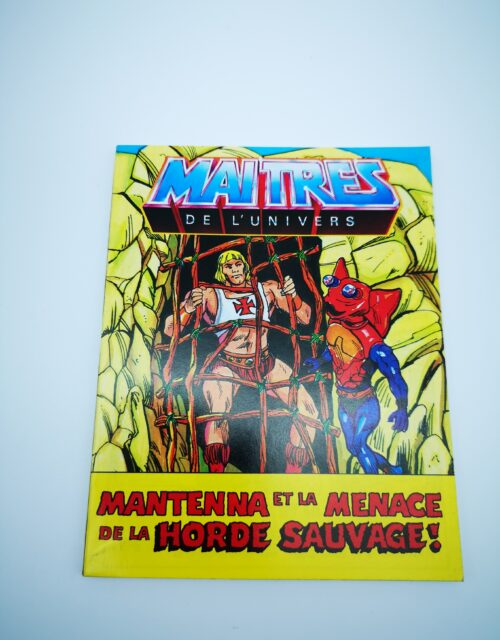 MAITRES
DE L'UNIVERS
MANTENNA ET LA MENACE
DE LA HORDE SAUVAGE!